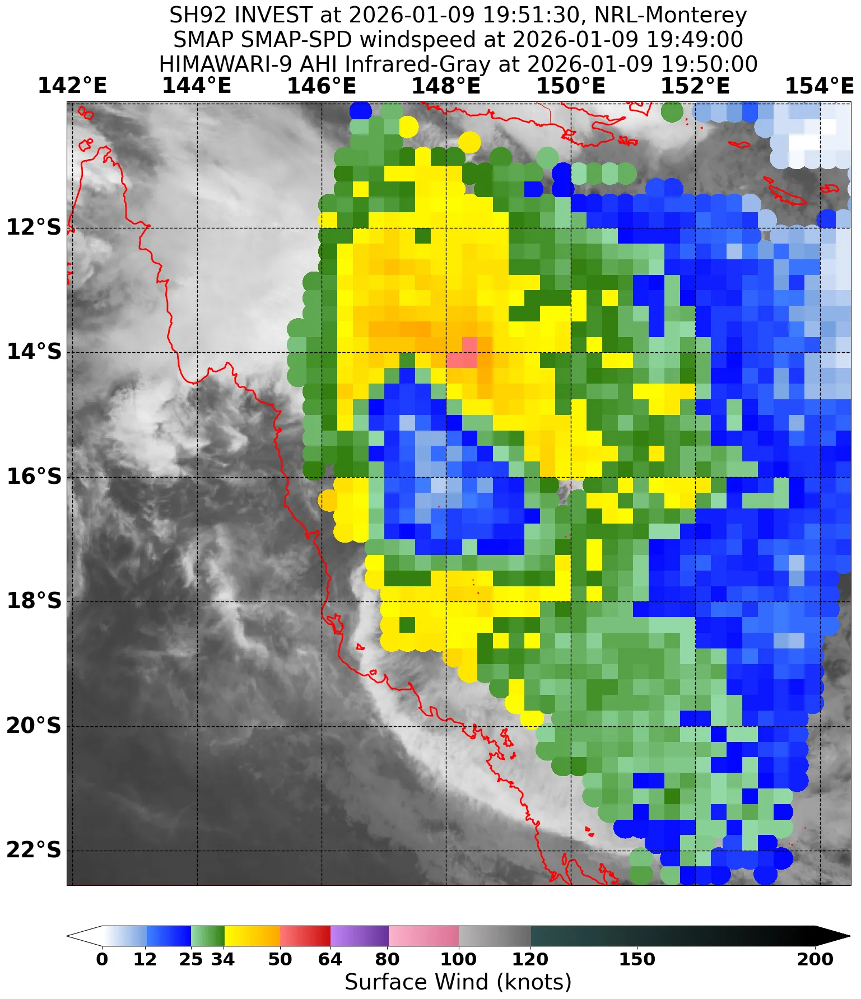 SH92 INVEST at 2026-01-09 19:51:30, NRL-Monterey
SMAP SMAP-SPD windspeed at 2026-01-09 19:49:00
HIMAWARI-9 AHI Infrared-Gray at 2026-01-09 19:50:00
142°E 144°E 146°E 148°E 150°E 152°E 154°E
12°S
14°S
16°S
18°S
20°S
22°S
0 12 25 34 50 64 80 100 120 150 200
Surface Wind (knots)